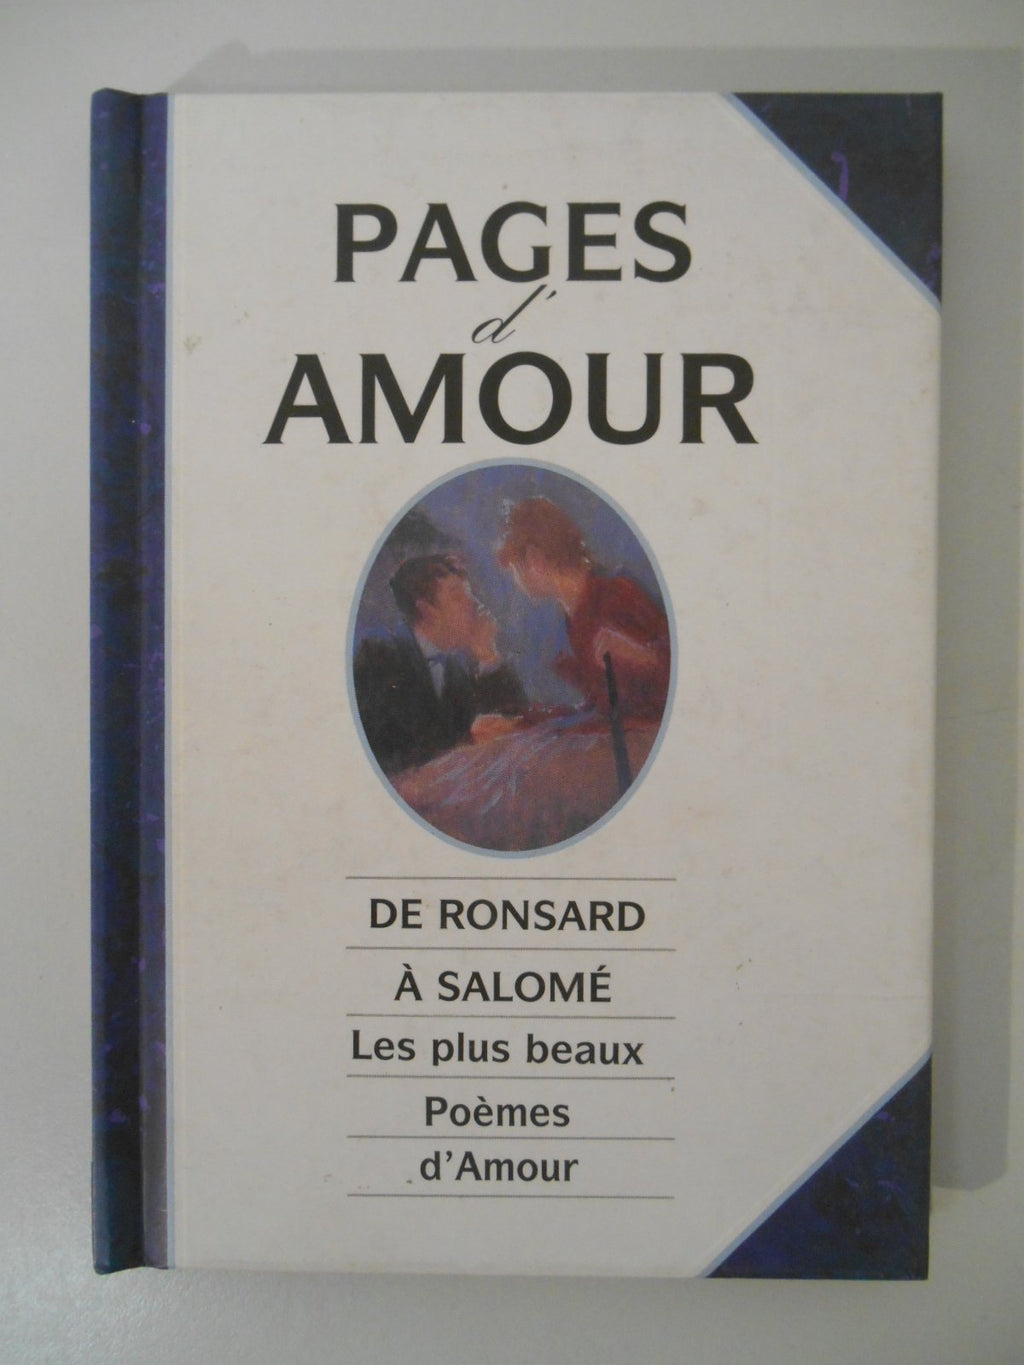 PAGES
d'
AMOUR
DE RONSARD
À SALOMÉ
Les plus beaux
Poèmes
d'Amour